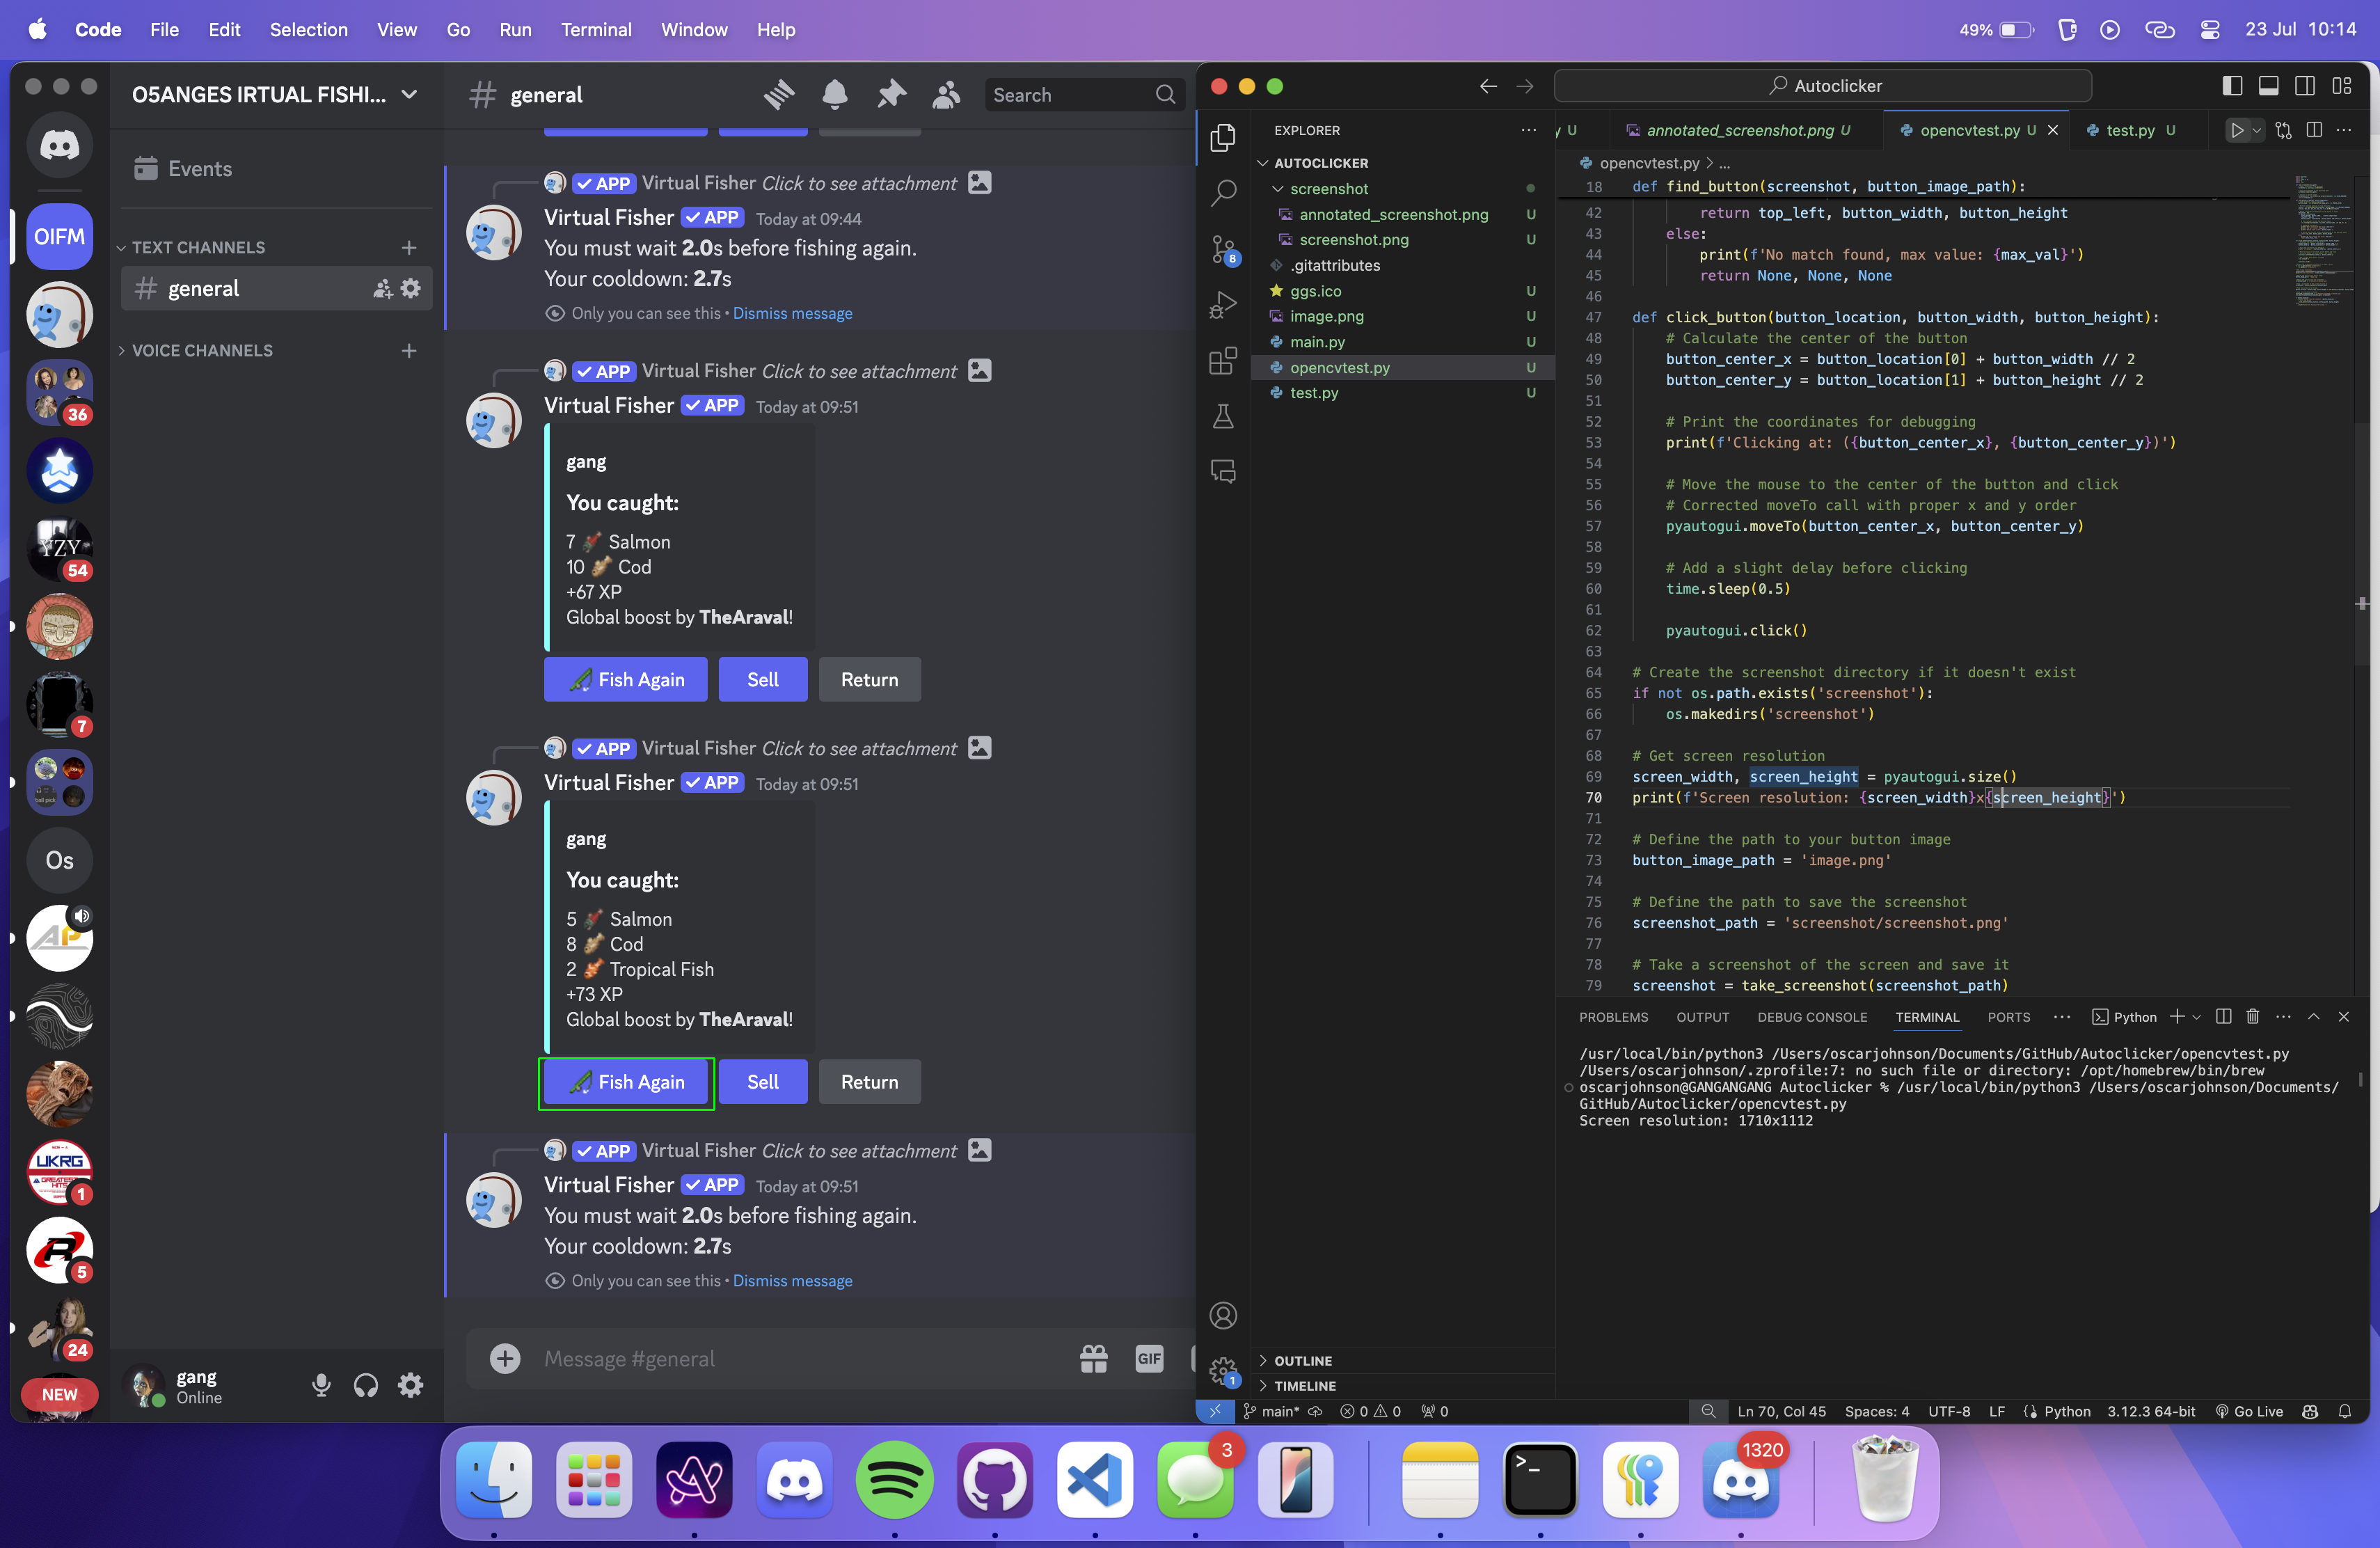 Code File Edit Selection View Go Run Terminal Window Help
49% 23 Jul 10:14
O5ANGES IRTUAL FISHI...
Events
TEXT CHANNELS
general
VOICE CHANNELS
OIFM
36
YZY
54
7
Os
AP
UKRG
1
5
24
NEW
gang
Online
general
Search
APP Virtual Fisher Click to see attachment
Virtual Fisher APP Today at 09:44
You must wait 2.0s before fishing again.
Your cooldown: 2.7s
Only you can see this • Dismiss message
APP Virtual Fisher Click to see attachment
Virtual Fisher APP Today at 09:51
gang
You caught:
7 Salmon
10 Cod
+67 XP
Global boost by TheAraval!
Fish Again Sell Return
APP Virtual Fisher Click to see attachment
Virtual Fisher APP Today at 09:51
gang
You caught:
5 Salmon
8 Cod
2 Tropical Fish
+73 XP
Global boost by TheAraval!
Fish Again Sell Return
APP Virtual Fisher Click to see attachment
Virtual Fisher APP Today at 09:51
You must wait 2.0s before fishing again.
Your cooldown: 2.7s
Only you can see this • Dismiss message
Message #general
GIF
Autoclicker
EXPLORER
AUTOCLICKER
screenshot
annotated_screenshot.png U
screenshot.png U
.gitattributes
ggs.ico U
image.png U
main.py U
opencvtest.py U
test.py U
8
1
OUTLINE
TIMELINE
y U annotated_screenshot.png U opencvtest.py U test.py U
opencvtest.py > ...
18 def find_button(screenshot, button_image_path):
42 return top_left, button_width, button_height
43 else:
44 print(f'No match found, max value: {max_val}')
45 return None, None, None
46
47 def click_button(button_location, button_width, button_height):
48 # Calculate the center of the button
49 button_center_x = button_location[0] + button_width // 2
50 button_center_y = button_location[1] + button_height // 2
51
52 # Print the coordinates for debugging
53 print(f'Clicking at: ({button_center_x}, {button_center_y})')
54
55 # Move the mouse to the center of the button and click
56 # Corrected moveTo call with proper x and y order
57 pyautogui.moveTo(button_center_x, button_center_y)
58
59 # Add a slight delay before clicking
60 time.sleep(0.5)
61
62 pyautogui.click()
63
64 # Create the screenshot directory if it doesn't exist
65 if not os.path.exists('screenshot'):
66 os.makedirs('screenshot')
67
68 # Get screen resolution
69 screen_width, screen_height = pyautogui.size()
70 print(f'Screen resolution: {screen_width}x{screen_height}')
71
72 # Define the path to your button image
73 button_image_path = 'image.png'
74
75 # Define the path to save the screenshot
76 screenshot_path = 'screenshot/screenshot.png'
77
78 # Take a screenshot of the screen and save it
79 screenshot = take_screenshot(screenshot_path)
PROBLEMS OUTPUT DEBUG CONSOLE TERMINAL PORTS Python
/usr/local/bin/python3 /Users/oscarjohnson/Documents/GitHub/Autoclicker/opencvtest.py
/Users/oscarjohnson/.zprofile:7: no such file or directory: /opt/homebrew/bin/brew
oscarjohnson@GANGANGANG Autoclicker % /usr/local/bin/python3 /Users/oscarjohnson/Documents/
GitHub/Autoclicker/opencvtest.py
Screen resolution: 1710x1112
main* 0 0 0 Ln 70, Col 45 Spaces: 4 UTF-8 LF Python 3.12.3 64-bit Go Live
3
1320